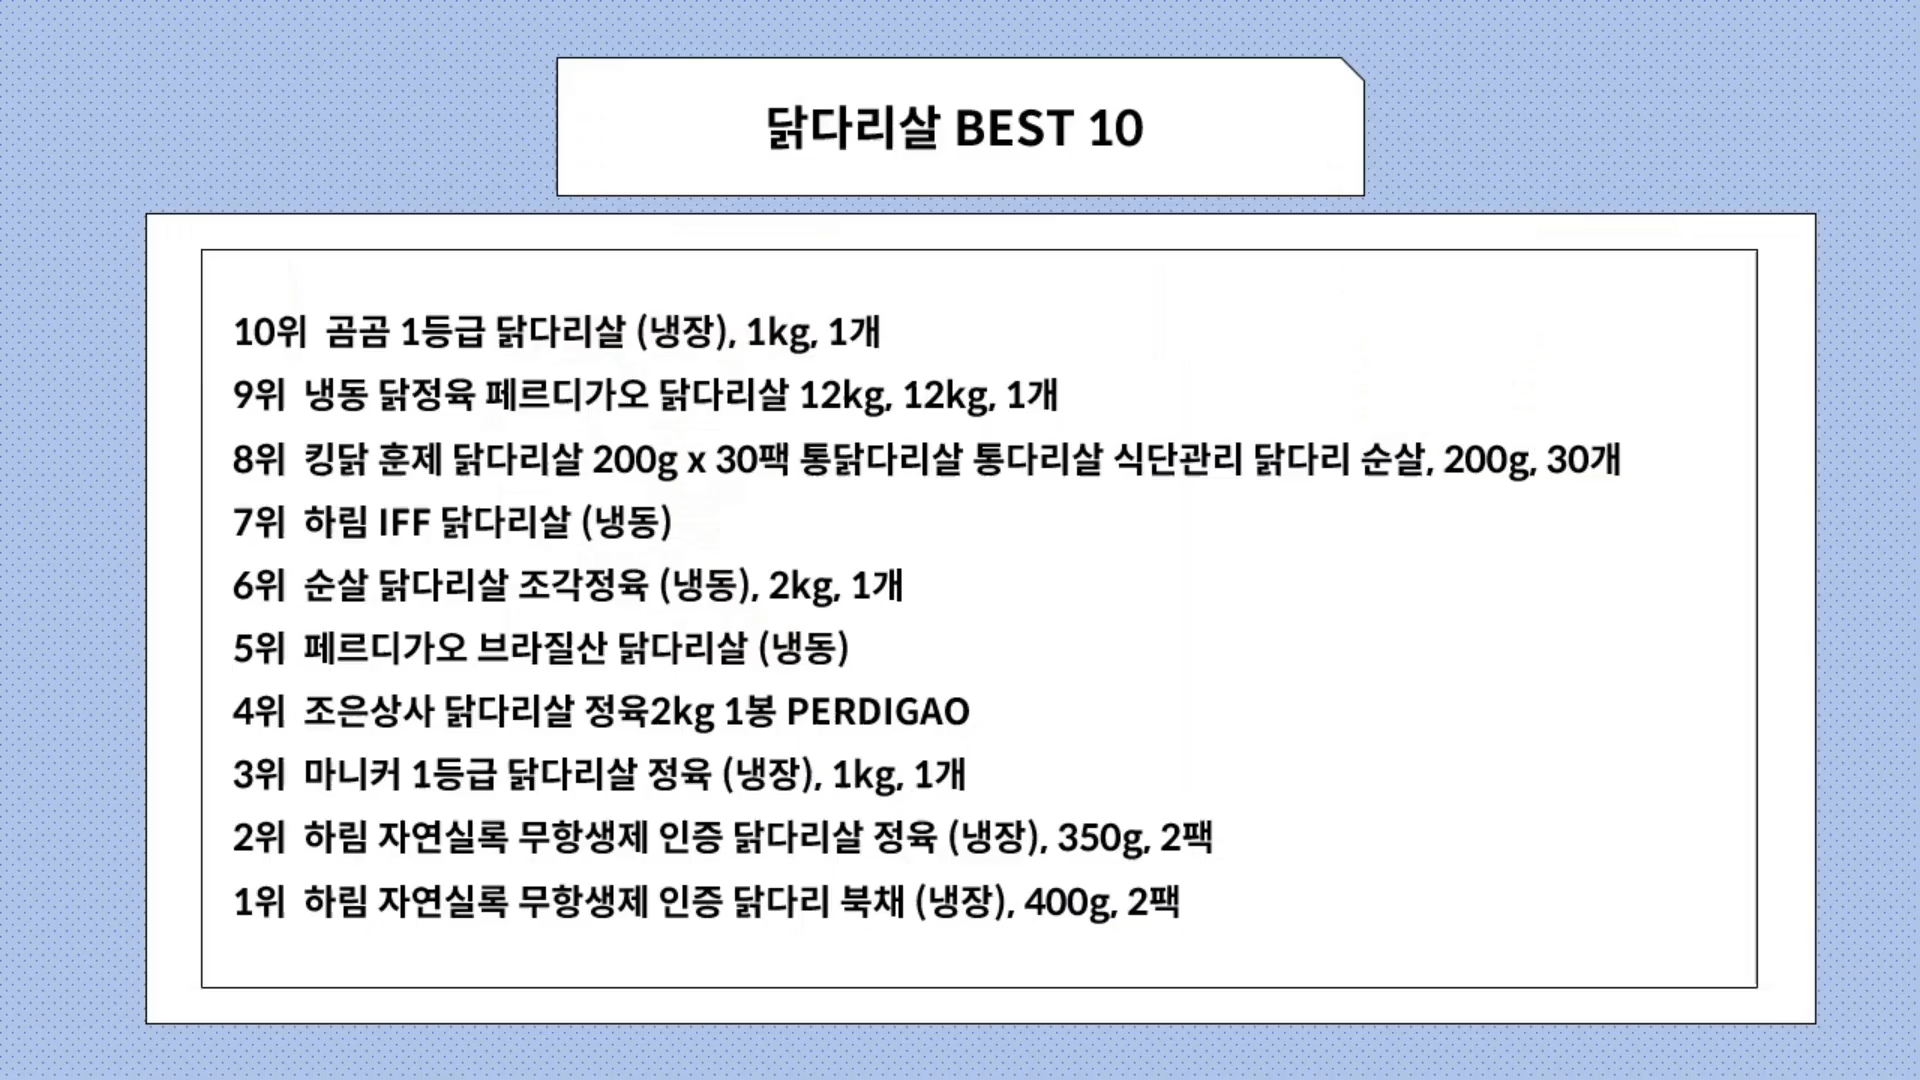 닭다리살 BEST 10
10위 곰곰 1등급 닭다리살 (냉장), 1kg, 1개
9위 냉동 닭정육 페르디가오 닭다리살 12kg, 12kg, 1개
8위 킹닭 훈제 닭다리살 200g x 30팩 통닭다리살 통다리살 식단관리 닭다리 순살, 200g, 30개
7위 하림 IFF 닭다리살 (냉동)
6위 순살 닭다리살 조각정육 (냉동), 2kg, 1개
5위 페르디가오 브라질산 닭다리살 (냉동)
4위 조은상사 닭다리살 정육2kg 1봉 PERDIGAO
3위 마니커 1등급 닭다리살 정육 (냉장), 1kg, 1개
2위 하림 자연실록 무항생제 인증 닭다리살 정육 (냉장), 350g, 2팩
1위 하림 자연실록 무항생제 인증 닭다리 북채 (냉장), 400g, 2팩